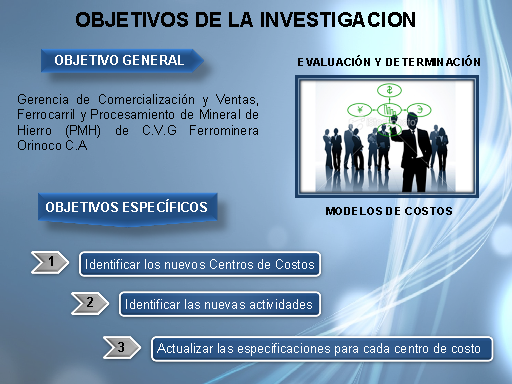 OBJETIVOS DE LA INVESTIGACION
OBJETIVO GENERAL
EVALUACIÓN Y DETERMINACIÓN
Gerencia de Comercialización y Ventas,
Ferrocarril y Procesamiento de Mineral de
Hierro (PMH) de C.V.G Ferrominera
Orinoco C.A
$
¥
€
MODELOS DE COSTOS
OBJETIVOS ESPECÍFICOS
1 Identificar los nuevos Centros de Costos
2 Identificar las nuevas actividades
3 Actualizar las especificaciones para cada centro de costo